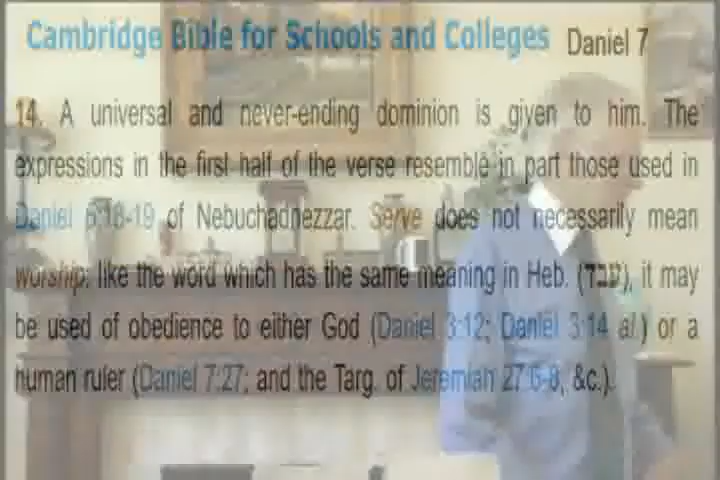 Cambridge Bible for Schools and Colleges Daniel 7
14. A universal and never-ending dominion is given to him. The
expressions in the first half of the verse resemble in part those used in
Daniel 5:18-19 of Nebuchadnezzar. Serve does not necessarily mean
worship: like the word which has the same meaning in Heb. (עבד), it may
be used of obedience to either God (Daniel 3:12; Daniel 3:14 al.) or a
human ruler (Daniel 7:27; and the Targ. of Jeremiah 27:6-8, &c.).